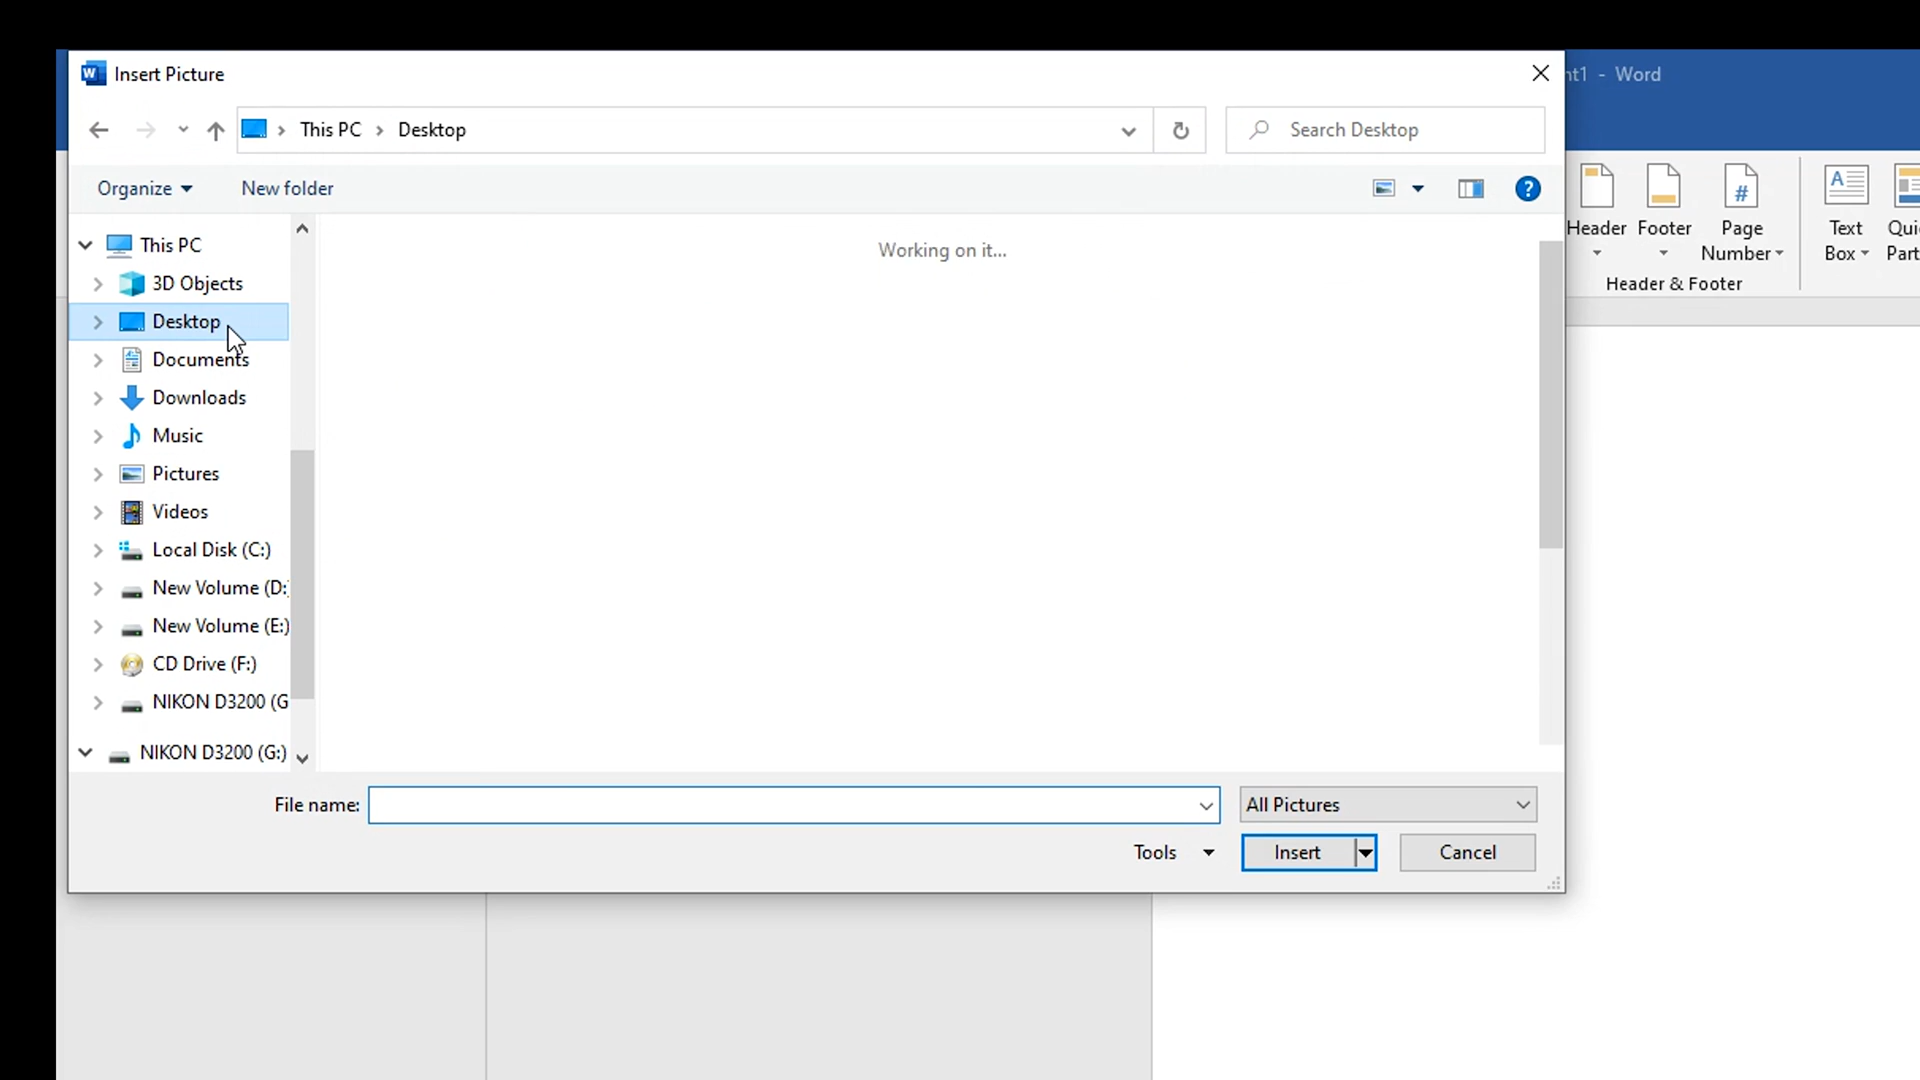 Insert Picture
nt1 - Word
This PC > Desktop
Search Desktop
Organize
New folder
Header
Footer
Page
Number
Text
Box
Header & Footer
This PC
3D Objects
Desktop
Documents
Downloads
Music
Pictures
Videos
Local Disk (C:)
New Volume (D:
New Volume (E:)
CD Drive (F:)
NIKON D3200 (G
NIKON D3200 (G:)
Working on it...
File name:
All Pictures
Tools
Insert
Cancel